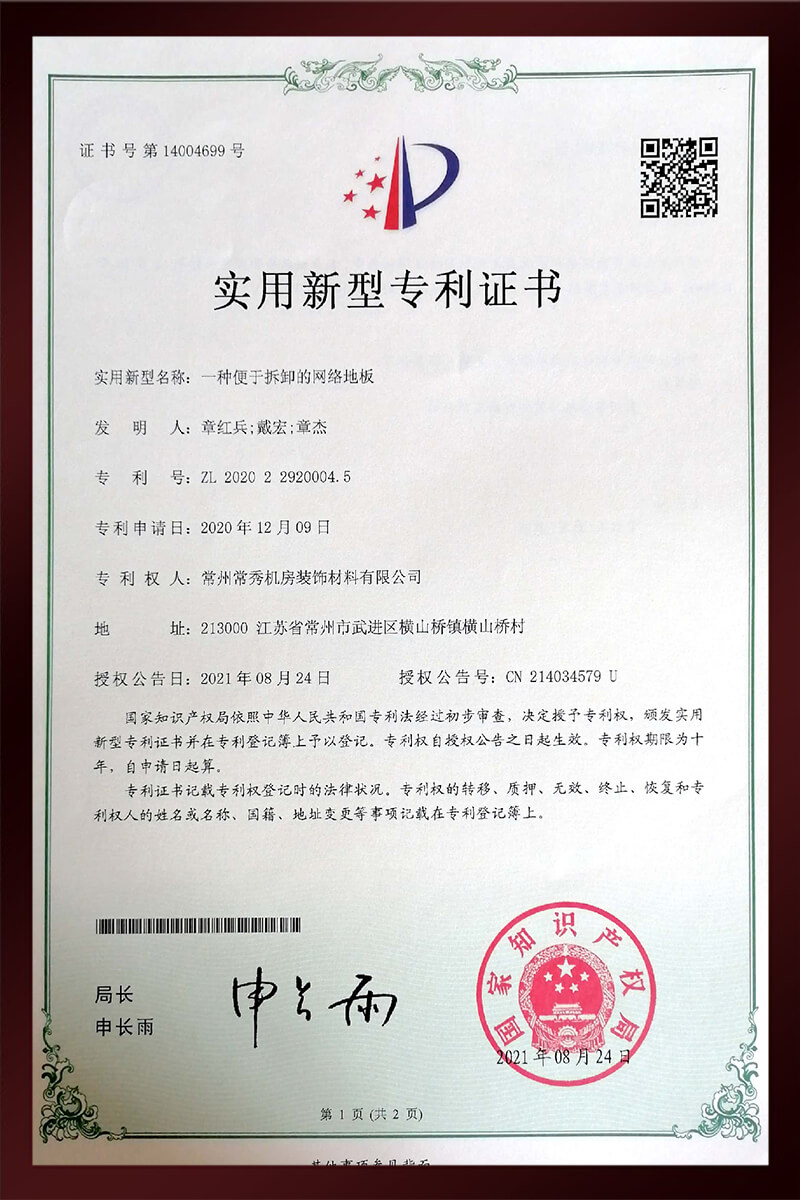 证书号第14004699号
实用新型专利证书
实用新型名称：一种便于拆卸的网络地板
发明人：章红兵;戴宏;章杰
专利号：ZL 2020 2 2920004.5
专利申请日：2020年12月09日
专利权人：常州常秀机房装饰材料有限公司
地址：213000 江苏省常州市武进区横山桥镇横山桥村
授权公告日：2021年08月24日 授权公告号：CN 214034579 U
国家知识产权局依照中华人民共和国专利法经过初步审查，决定授予专利权，颁发实用
新型专利证书并在专利登记簿上予以登记。专利权自授权公告之日起生效。专利权期限为十
年，自申请日起算。
专利证书记载专利权登记时的法律状况。专利权的转移、质押、无效、终止、恢复和专
利权人的姓名或名称、国籍、地址变更等事项记载在专利登记簿上。
局长
申长雨
申长雨
国家知识产权局
2021年08月24日
第 1 页 (共 2 页)
其他事项参见背面